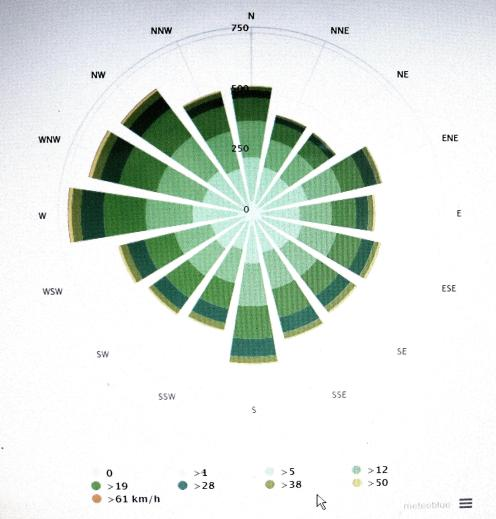 N
750
NNW
NNE
NW
NE
500
WNW
ENE
250
W
0
E
WSW
ESE
SW
SE
SSW
SSE
S
0
>1
>5
>12
>19
>28
>38
>50
>61 km/h
meteoblue